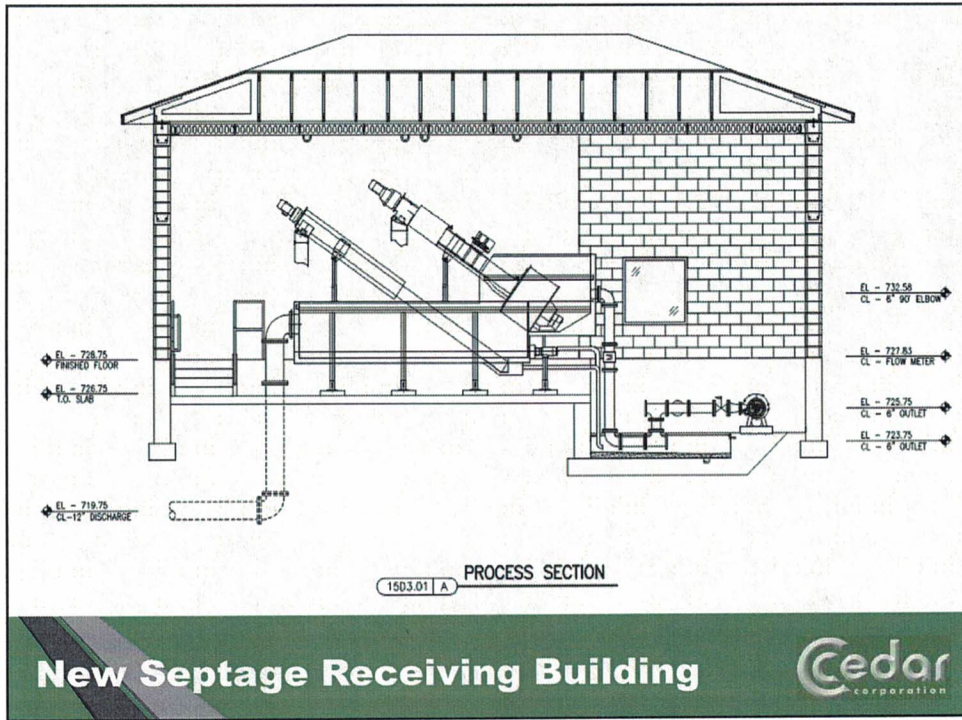 EL - 732.58
CL - 6" 90° ELBOW
EL - 728.75
FINISHED FLOOR
EL - 727.83
CL - FLOW METER
EL - 726.75
T.O. SLAB
EL - 725.75
CL - 6" OUTLET
EL - 723.75
CL - 6" OUTLET
EL - 719.75
CL-12" DISCHARGE
M
PROCESS SECTION
15D3.01 A
New Septage Receiving Building
Cedar
corporation